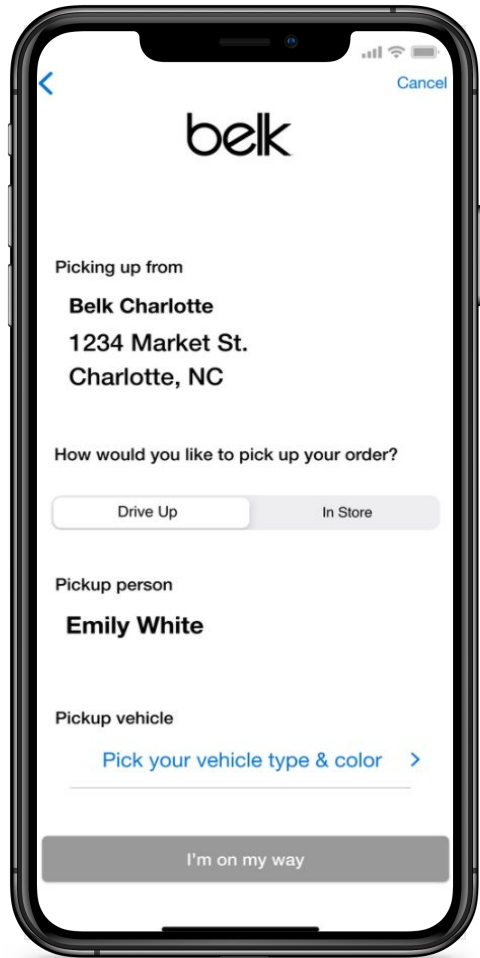 Cancel
belk
Picking up from
Belk Charlotte
1234 Market St.
Charlotte, NC
How would you like to pick up your order?
Drive Up
In Store
Pickup person
Emily White
Pickup vehicle
Pick your vehicle type & color
I'm on my way